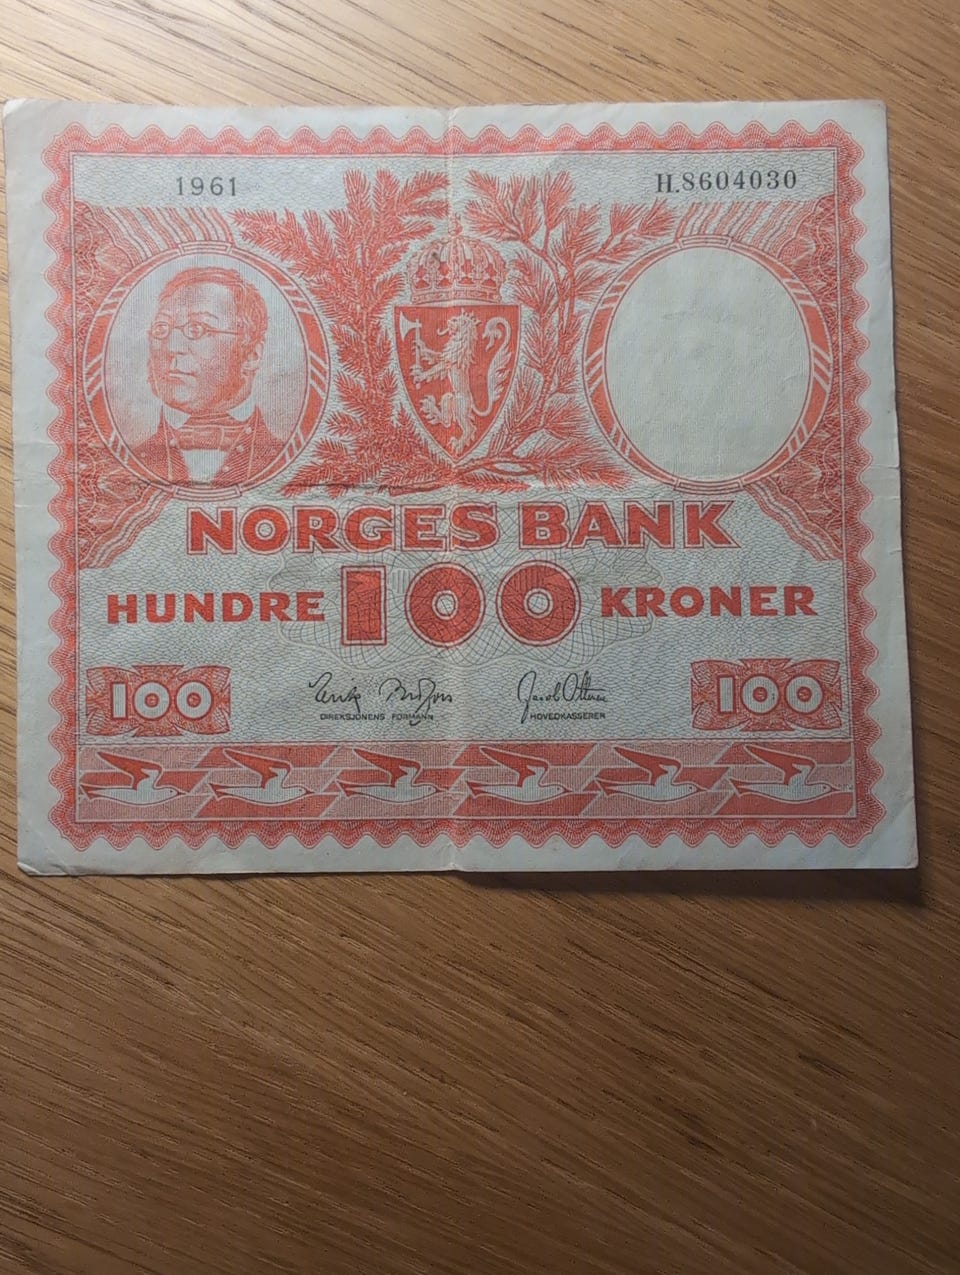 1961
H.8604030
NORGES BANK
HUNDRE 100 KRONER
100
100
DIREKSJONENS FORMANN
HOVEDKASSERER